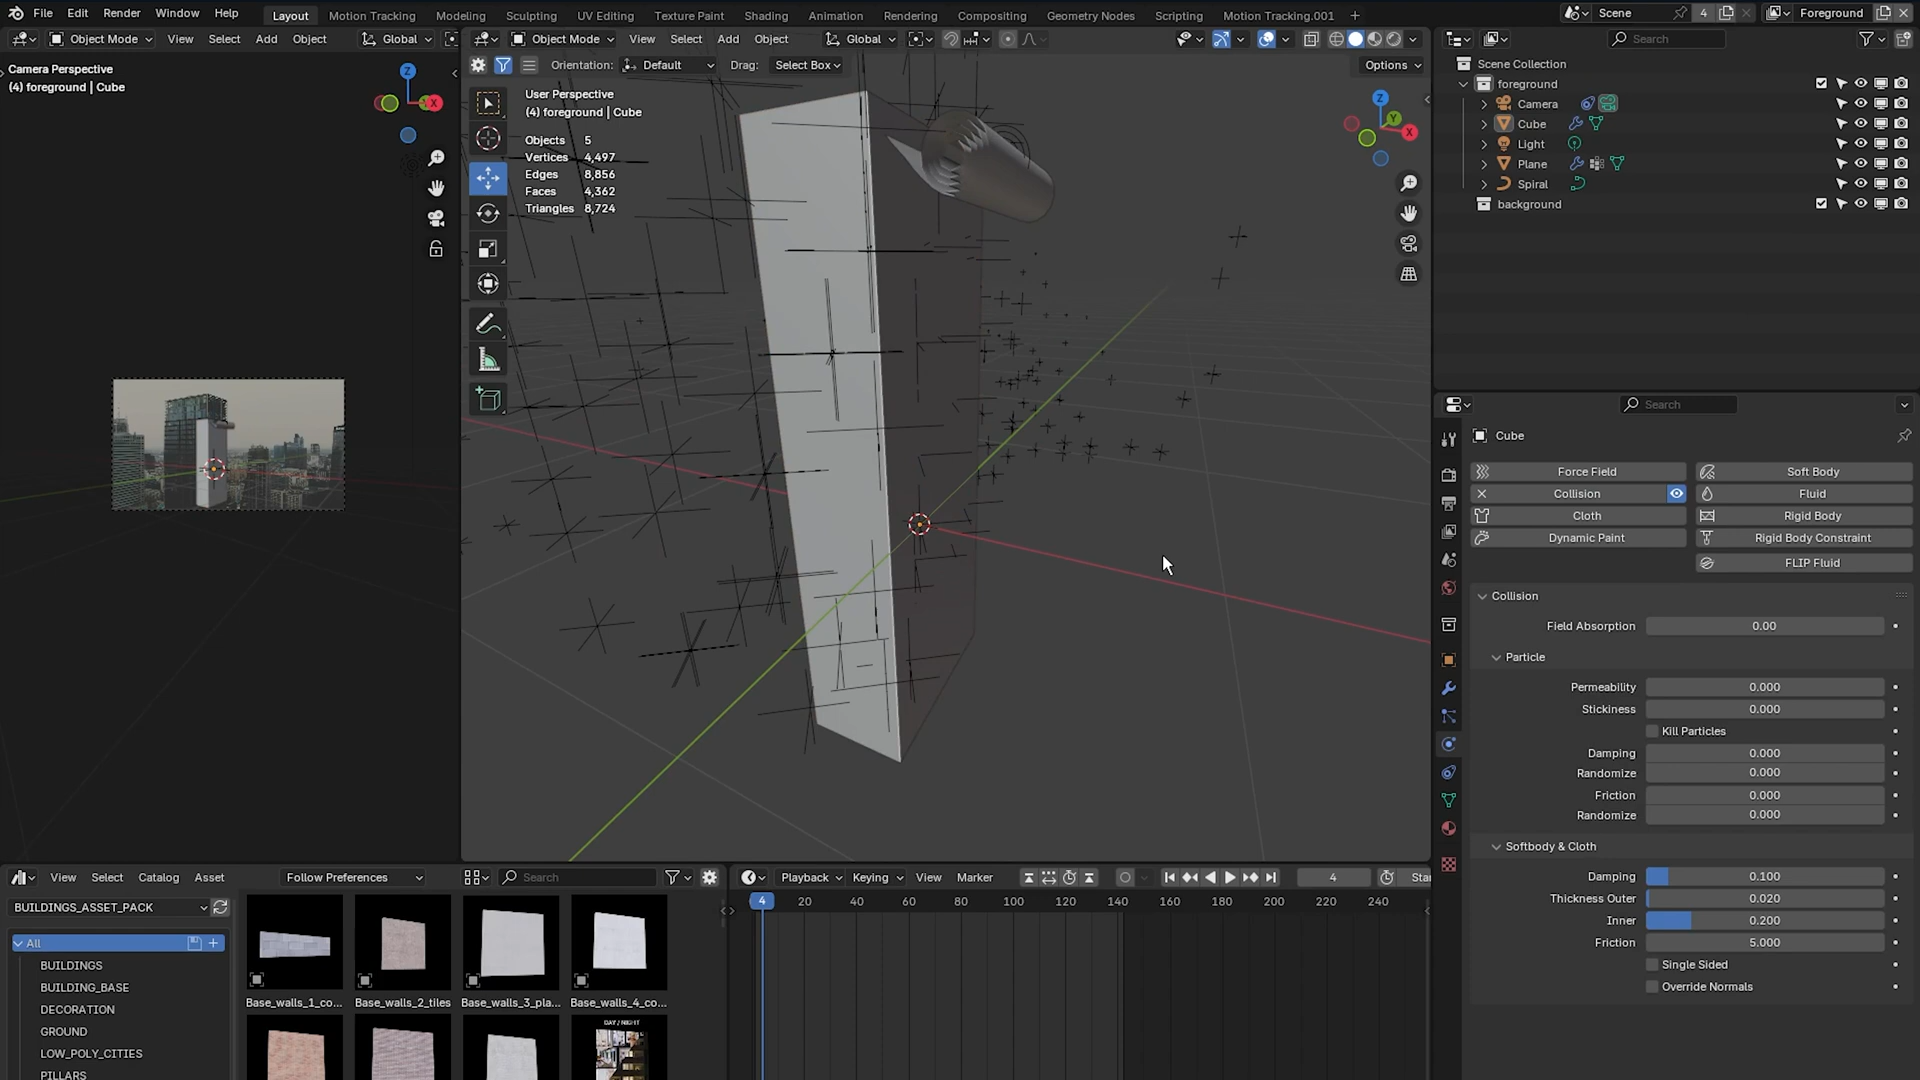 File Edit Render Window Help
Layout Motion Tracking Modeling Sculpting UV Editing Texture Paint Shading Animation Rendering Compositing Geometry Nodes Scripting Motion Tracking.001 +
Scene 4 Foreground
Object Mode View Select Add Object Global
Object Mode View Select Add Object Global
Search
Orientation: Default Drag: Select Box Options
Camera Perspective
(4) foreground | Cube
Z
X
User Perspective
(4) foreground | Cube
Objects 5
Vertices 4,497
Edges 8,856
Faces 4,362
Triangles 8,724
Z
Y
X
Scene Collection
foreground
Camera
Cube
Light
Plane
Spiral
background
Search
Cube
Force Field Soft Body
Collision Fluid
Cloth Rigid Body
Dynamic Paint Rigid Body Constraint
FLIP Fluid
Collision
Field Absorption 0.00
Particle
Permeability 0.000
Stickiness 0.000
Kill Particles
Damping 0.000
Randomize 0.000
Friction 0.000
Randomize 0.000
Softbody & Cloth
Damping 0.100
Thickness Outer 0.020
Inner 0.200
Friction 5.000
Single Sided
Override Normals
View Select Catalog Asset Follow Preferences Search
BUILDINGS_ASSET_PACK
All
BUILDINGS
BUILDING_BASE
DECORATION
GROUND
LOW_POLY_CITIES
PILLARS
Base_walls_1_co... Base_walls_2_tiles Base_walls_3_pla... Base_walls_4_co...
DAY / NIGHT
Playback Keying View Marker 4 Star
4 20 40 60 80 100 120 140 160 180 200 220 240